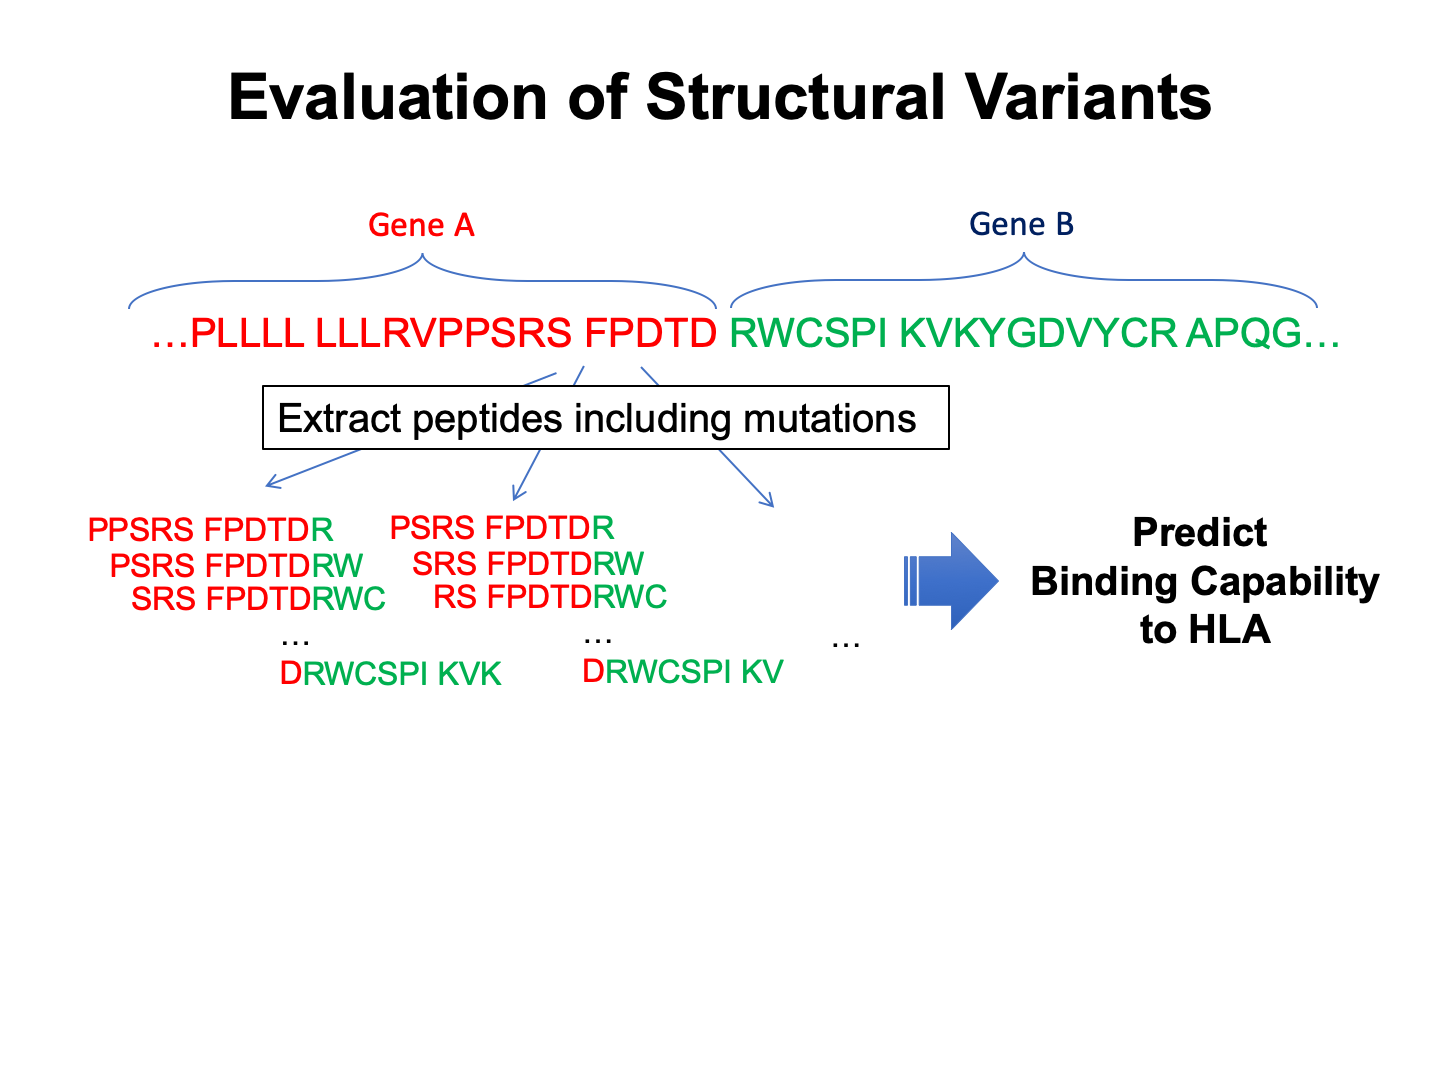 Evaluation of Structural Variants
Gene A
Gene B
…PLLLL LLLRVPPSRS FPDTD RWCSPI KVKYGDVYCR APQG…
Extract peptides including mutations
PPSRS FPDTDR
PSRS FPDTDRW
SRS FPDTDRWC
…
DRWCSPI KVK
PSRS FPDTDR
SRS FPDTDRW
RS FPDTDRWC
…
DRWCSPI KV
…
Predict
Binding Capability
to HLA